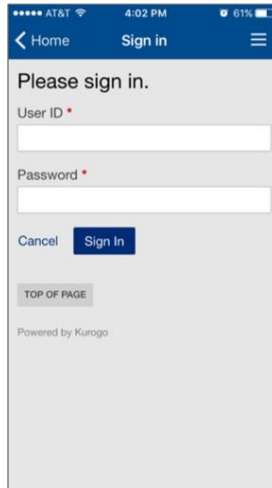 AT&T 4:02 PM 61%
Home Sign in
Please sign in.
User ID *
Password *
Cancel Sign In
TOP OF PAGE
Powered by Kurogo